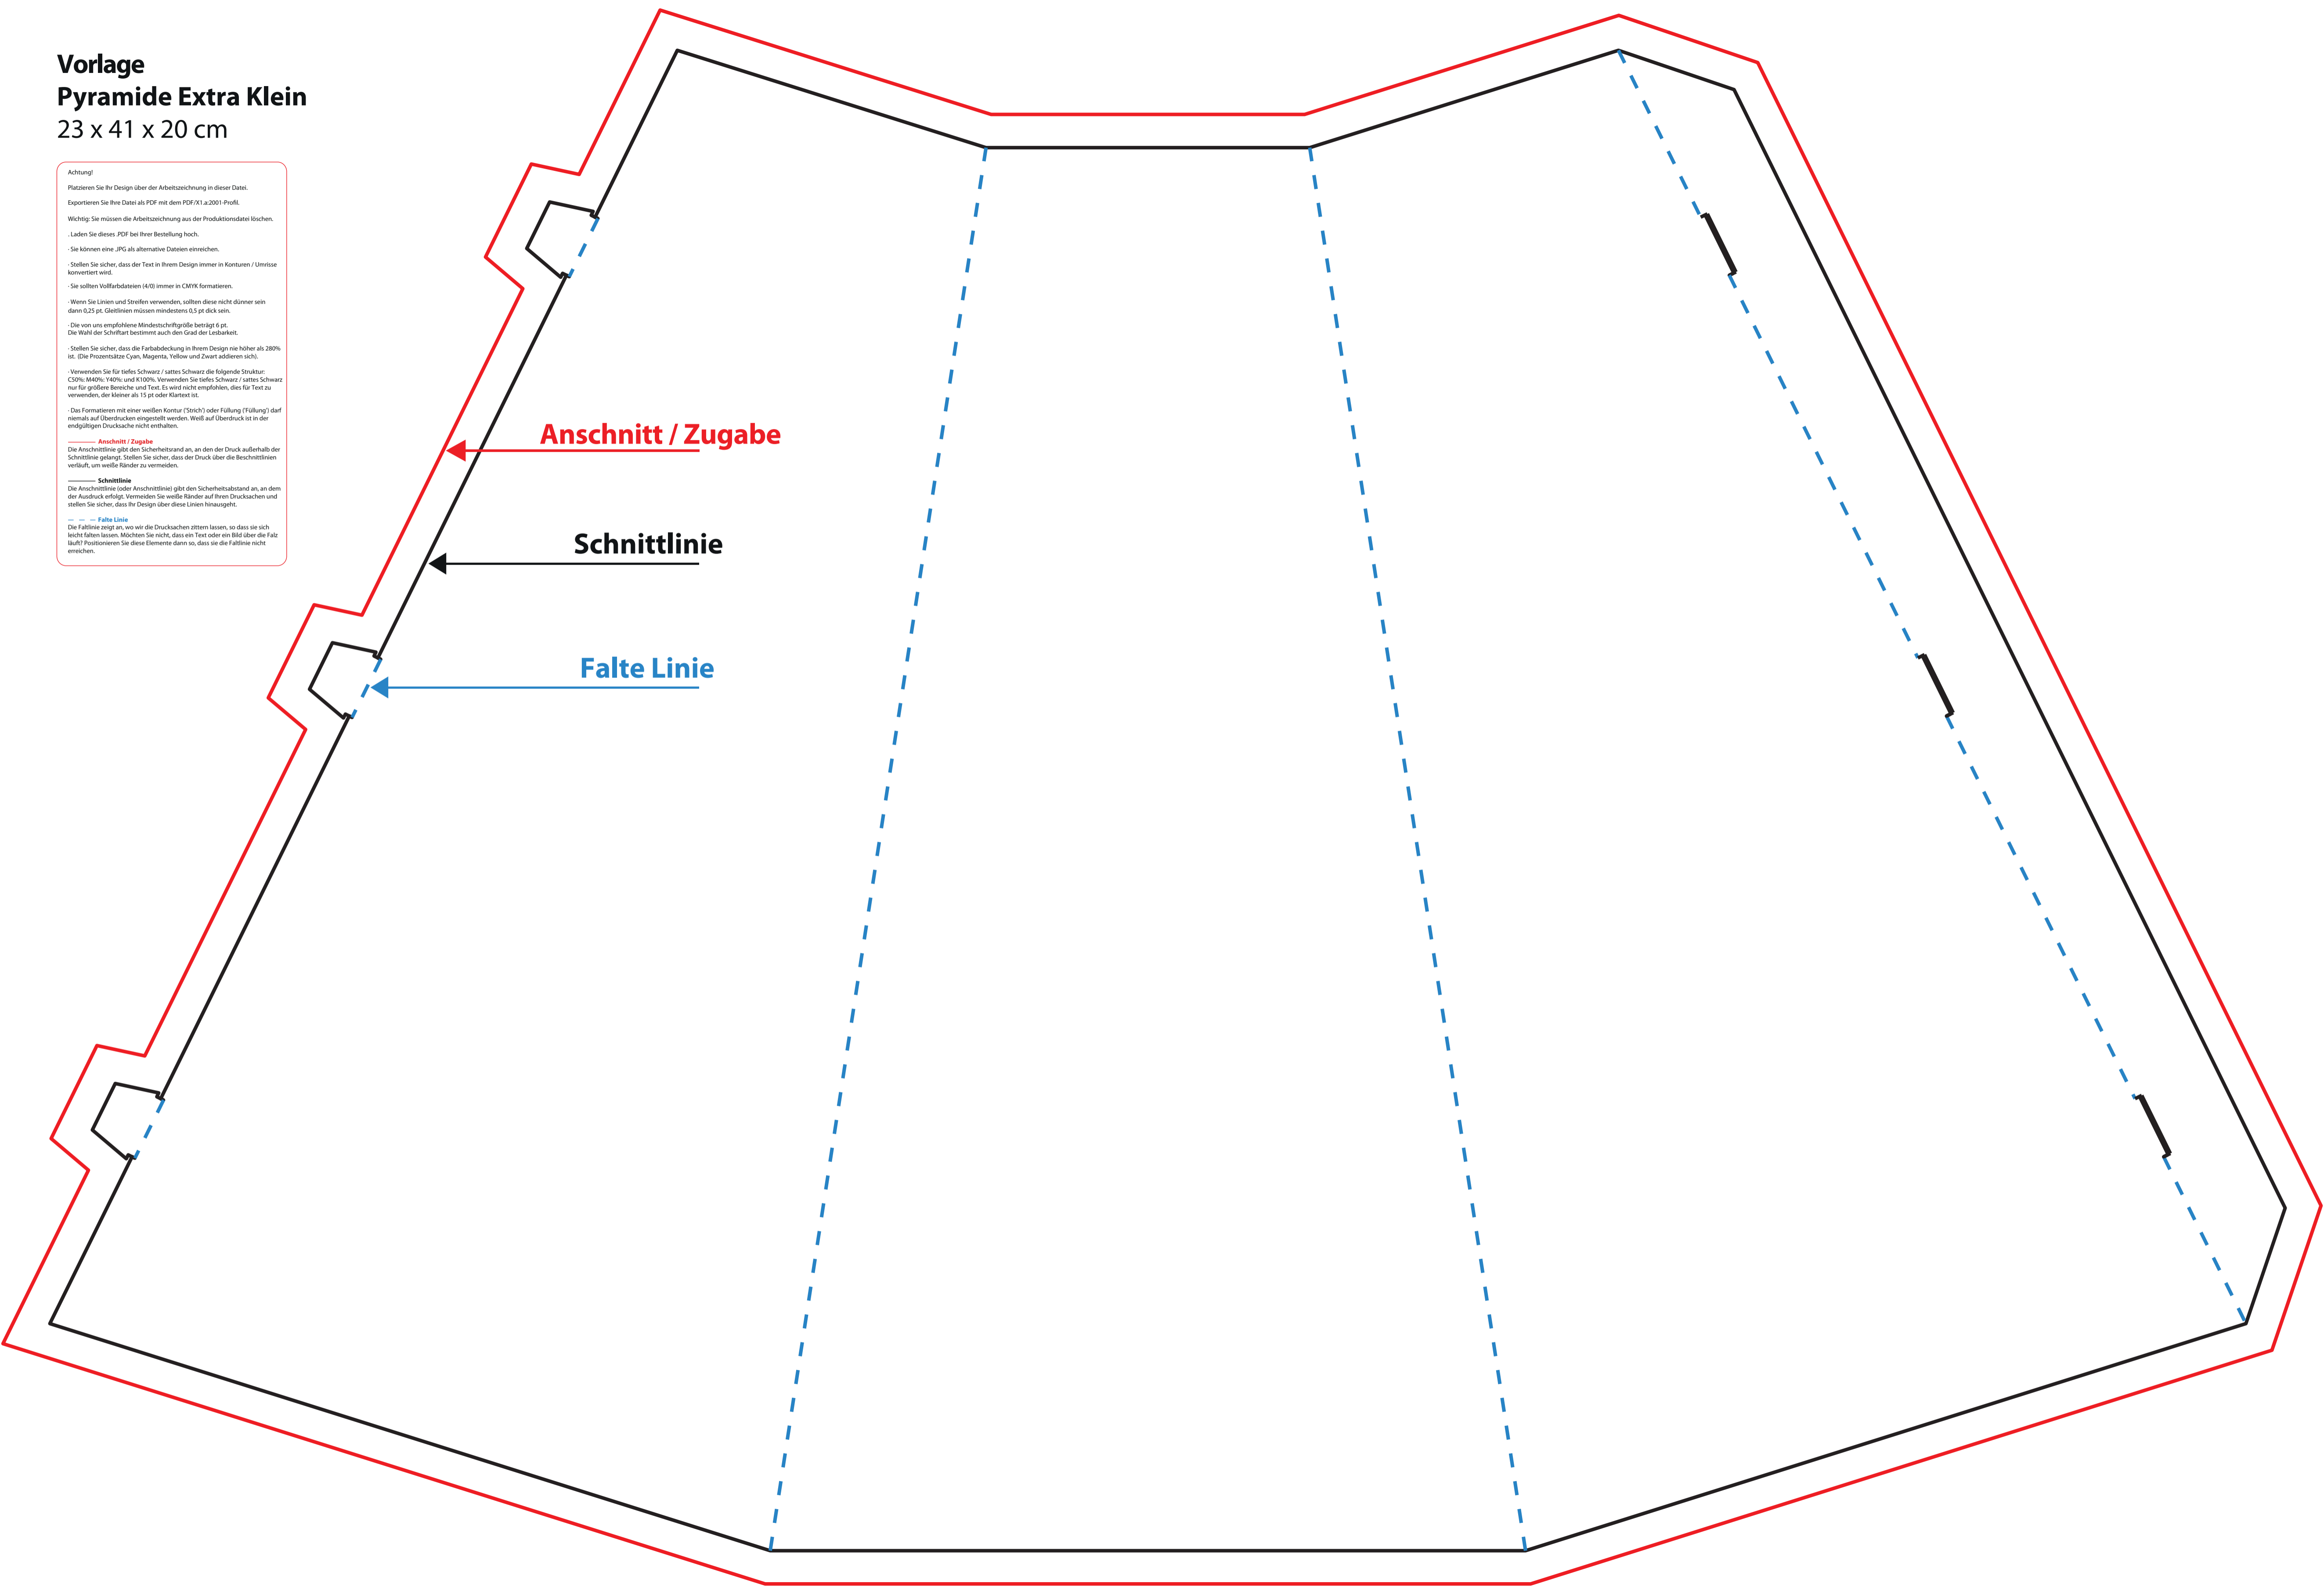 Vorlage
Pyramide Extra Klein
23 x 41 x 20 cm
Achtung!
Platzieren Sie Ihr Design über der Arbeitszeichnung in dieser Datei.
Exportieren Sie Ihre Datei als PDF mit dem PDF/X1.a:2001-Profil.
Wichtig: Sie müssen die Arbeitszeichnung aus der Produktionsdatei löschen.
. Laden Sie dieses .PDF bei Ihrer Bestellung hoch.
· Sie können eine .JPG als alternative Dateien einreichen.
· Stellen Sie sicher, dass der Text in Ihrem Design immer in Konturen / Umrisse
konvertiert wird.
· Sie sollten Vollfarbdateien (4/0) immer in CMYK formatieren.
· Wenn Sie Linien und Streifen verwenden, sollten diese nicht dünner sein
dann 0,25 pt. Gleitlinien müssen mindestens 0,5 pt dick sein.
· Die von uns empfohlene Mindestschriftgröße beträgt 6 pt.
Die Wahl der Schriftart bestimmt auch den Grad der Lesbarkeit.
· Stellen Sie sicher, dass die Farbabdeckung in Ihrem Design nie höher als 280%
ist. (Die Prozentsätze Cyan, Magenta, Yellow und Zwart addieren sich).
· Verwenden Sie für tiefes Schwarz / sattes Schwarz die folgende Struktur:
C50%: M40%: Y40%: und K100%. Verwenden Sie tiefes Schwarz / sattes Schwarz
nur für größere Bereiche und Text. Es wird nicht empfohlen, dies für Text zu
verwenden, der kleiner als 15 pt oder Klartext ist.
· Das Formatieren mit einer weißen Kontur ('Strich') oder Füllung ('Füllung') darf
niemals auf Überdrucken eingestellt werden. Weiß auf Überdruck ist in der
endgültigen Drucksache nicht enthalten.
Anschnitt / Zugabe
Die Anschnittlinie gibt den Sicherheitsrand an, an den der Druck außerhalb der
Schnittlinie gelangt. Stellen Sie sicher, dass der Druck über die Beschnittlinien
verläuft, um weiße Ränder zu vermeiden.
Schnittlinie
Die Anschnittlinie (oder Anschnittlinie) gibt den Sicherheitsabstand an, an dem
der Ausdruck erfolgt. Vermeiden Sie weiße Ränder auf Ihren Drucksachen und
stellen Sie sicher, dass Ihr Design über diese Linien hinausgeht.
Falte Linie
Die Faltlinie zeigt an, wo wir die Drucksachen zittern lassen, so dass sie sich
leicht falten lassen. Möchten Sie nicht, dass ein Text oder ein Bild über die Falz
läuft? Positionieren Sie diese Elemente dann so, dass sie die Faltlinie nicht
erreichen.
Anschnitt / Zugabe
Schnittlinie
Falte Linie